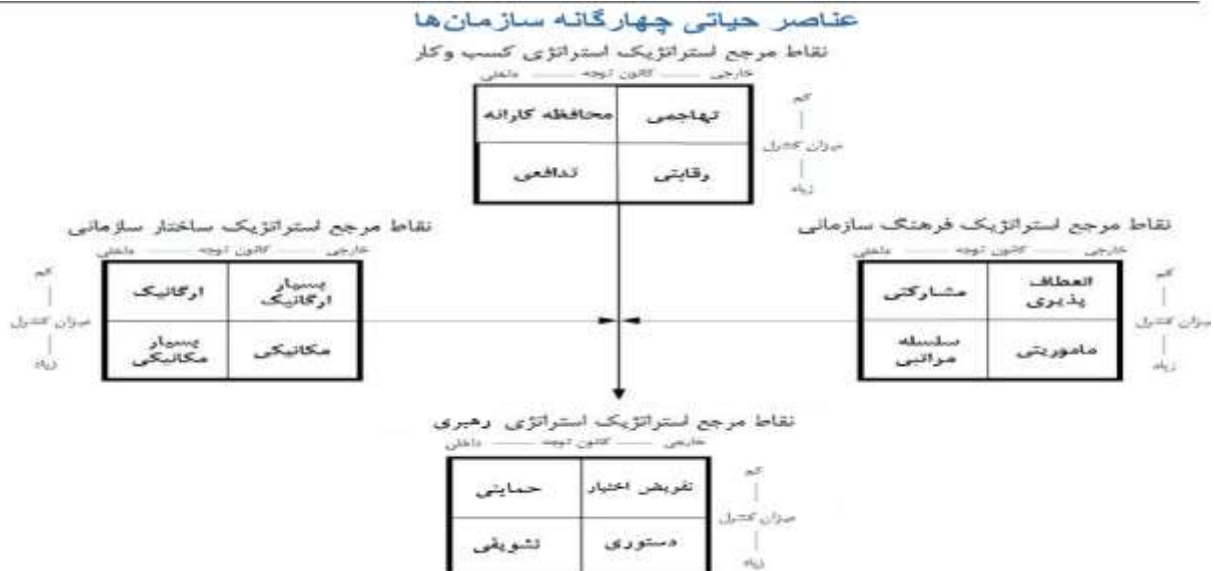 عناصر حیاتی چهارگانه سازمان‌ها
نقاط مرجع استراتژیک استراتژی کسب وکار
خارجی کانون توجه داخلی
تهاجمی محافظه کارانه
رقابتی تدافعی
کم
میزان کنترل
زیاد
نقاط مرجع استراتژیک فرهنگ سازمانی
خارجی کانون توجه داخلی
انعطاف پذیری مشارکتی
ماموریتی سلسله مراتبی
کم
میزان کنترل
زیاد
نقاط مرجع استراتژیک ساختار سازمانی
خارجی کانون توجه داخلی
بسیار ارگانیک ارگانیک
مکانیکی بسیار مکانیکی
کم
میزان کنترل
زیاد
نقاط مرجع استراتژیک استراتژی رهبری
خارجی کانون توجه داخلی
تفویض اختیار حمایتی
دستوری تشویقی
کم
میزان کنترل
زیاد